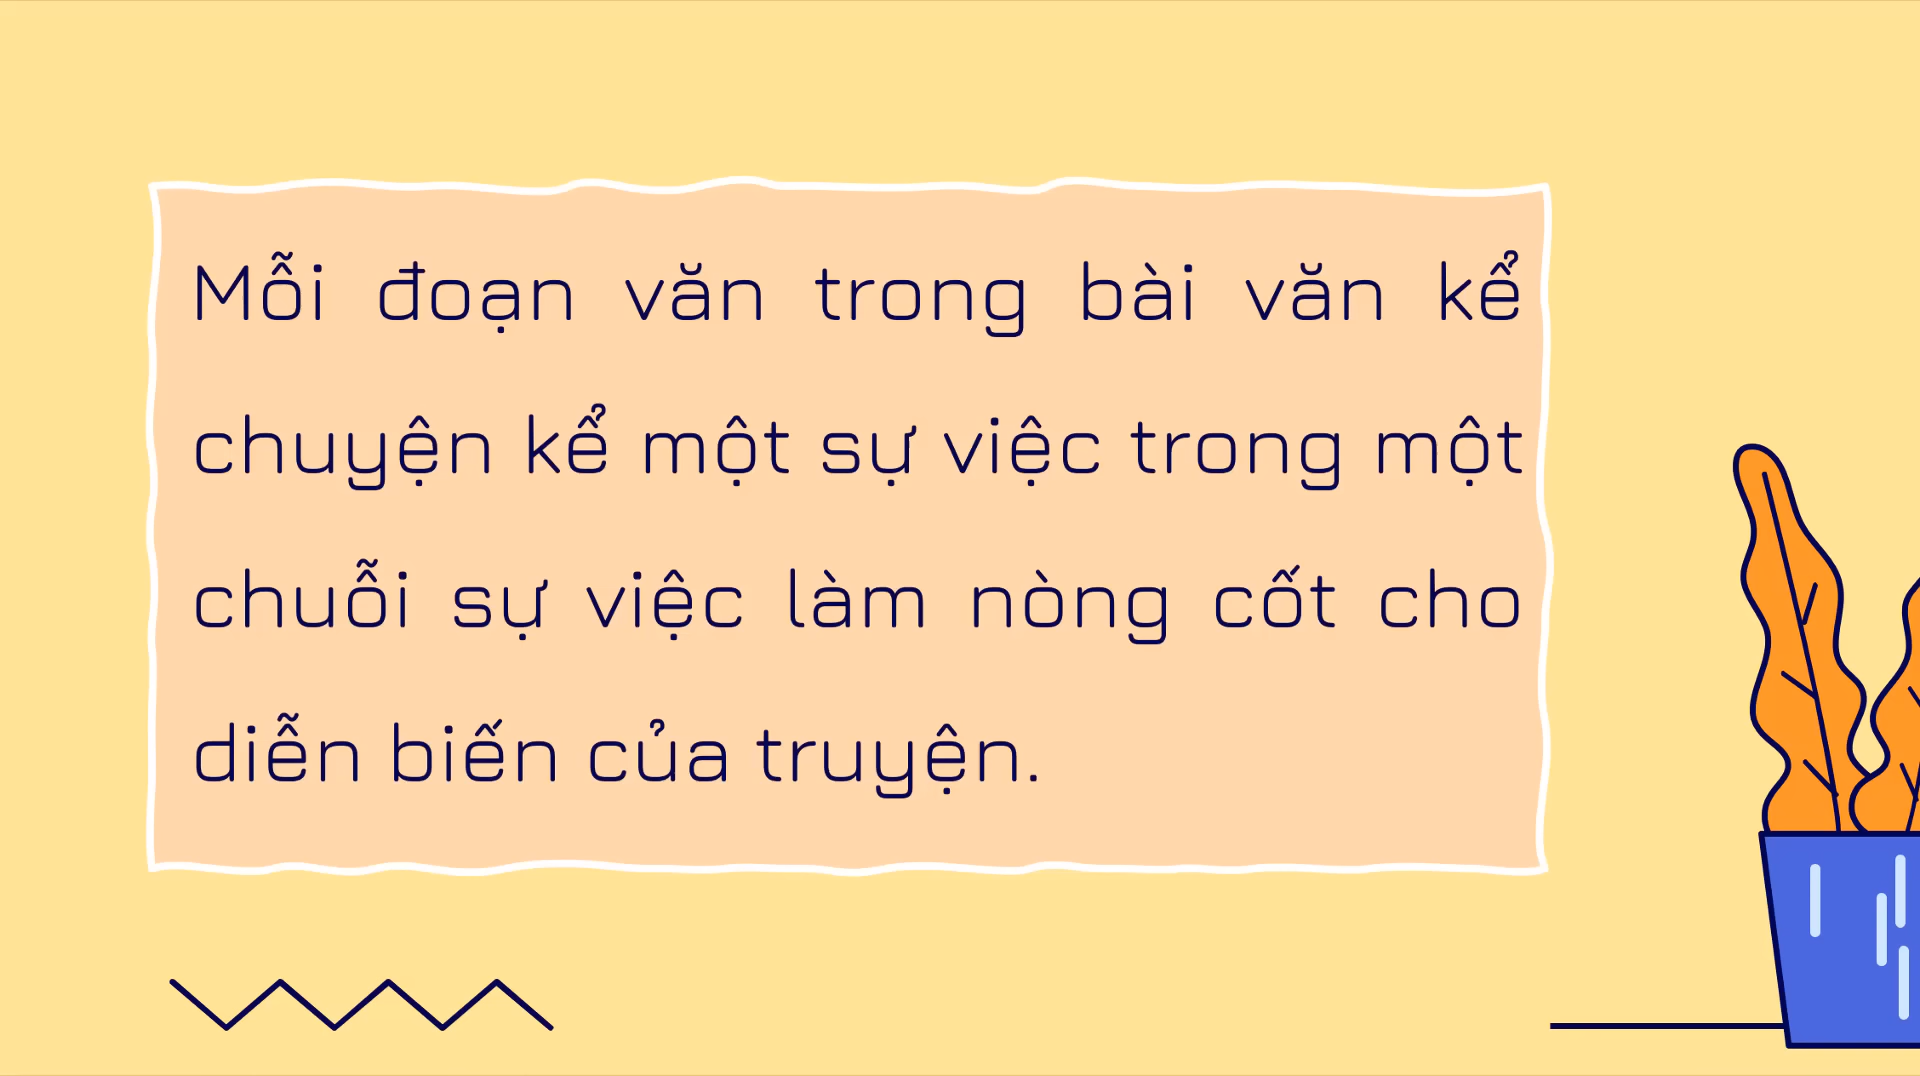 Mỗi đoạn văn trong bài văn kể
chuyện kể một sự việc trong một
chuỗi sự việc làm nòng cốt cho
diễn biến của truyện.